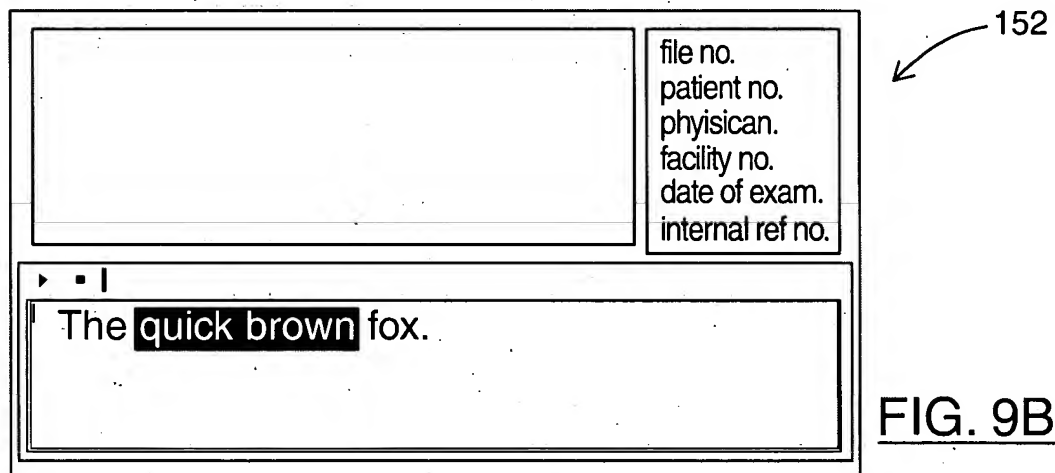 152
file no.
patient no.
phyisican.
facility no.
date of exam.
internal ref no.
The quick brown fox.
FIG. 9B